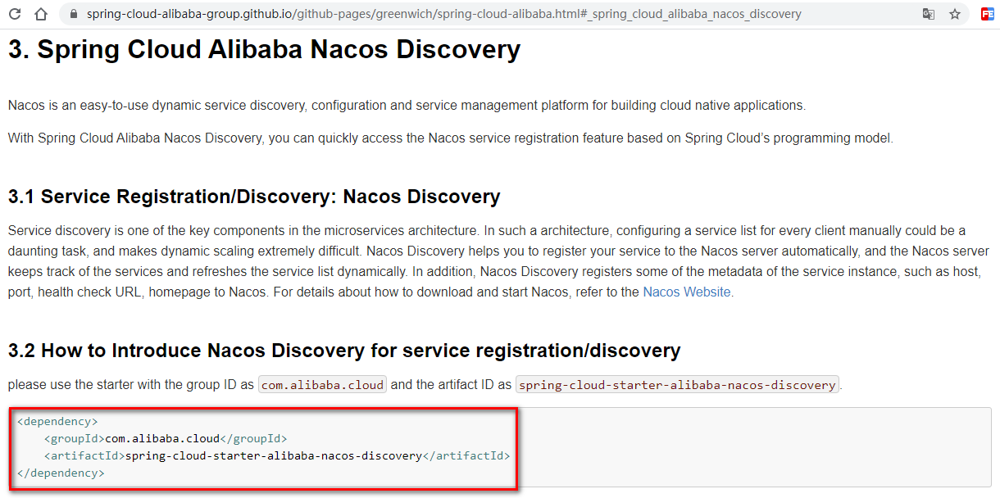 spring-cloud-alibaba-group.github.io/github-pages/greenwich/spring-cloud-alibaba.html#_spring_cloud_alibaba_nacos_discovery
FE
3. Spring Cloud Alibaba Nacos Discovery
Nacos is an easy-to-use dynamic service discovery, configuration and service management platform for building cloud native applications.
With Spring Cloud Alibaba Nacos Discovery, you can quickly access the Nacos service registration feature based on Spring Cloud’s programming model.
3.1 Service Registration/Discovery: Nacos Discovery
Service discovery is one of the key components in the microservices architecture. In such a architecture, configuring a service list for every client manually could be a
daunting task, and makes dynamic scaling extremely difficult. Nacos Discovery helps you to register your service to the Nacos server automatically, and the Nacos server
keeps track of the services and refreshes the service list dynamically. In addition, Nacos Discovery registers some of the metadata of the service instance, such as host,
port, health check URL, homepage to Nacos. For details about how to download and start Nacos, refer to the Nacos Website.
3.2 How to Introduce Nacos Discovery for service registration/discovery
please use the starter with the group ID as com.alibaba.cloud and the artifact ID as spring-cloud-starter-alibaba-nacos-discovery.
<dependency>
    <groupId>com.alibaba.cloud</groupId>
    <artifactId>spring-cloud-starter-alibaba-nacos-discovery</artifactId>
</dependency>